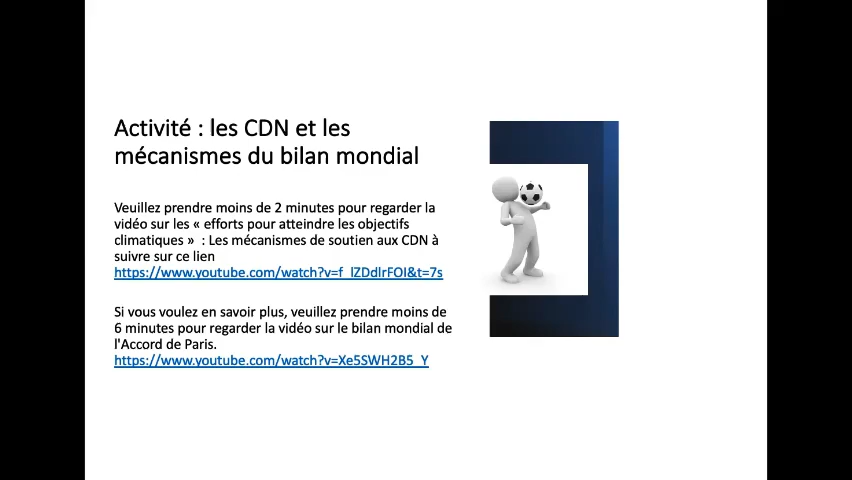 Activité : les CDN et les
mécanismes du bilan mondial
Veuillez prendre moins de 2 minutes pour regarder la
vidéo sur les « efforts pour atteindre les objectifs
climatiques »  : Les mécanismes de soutien aux CDN à
suivre sur ce lien
https://www.youtube.com/watch?v=f_lZDdlrFOI&t=7s
Si vous voulez en savoir plus, veuillez prendre moins de
6 minutes pour regarder la vidéo sur le bilan mondial de
l'Accord de Paris.
https://www.youtube.com/watch?v=Xe5SWH2B5_Y